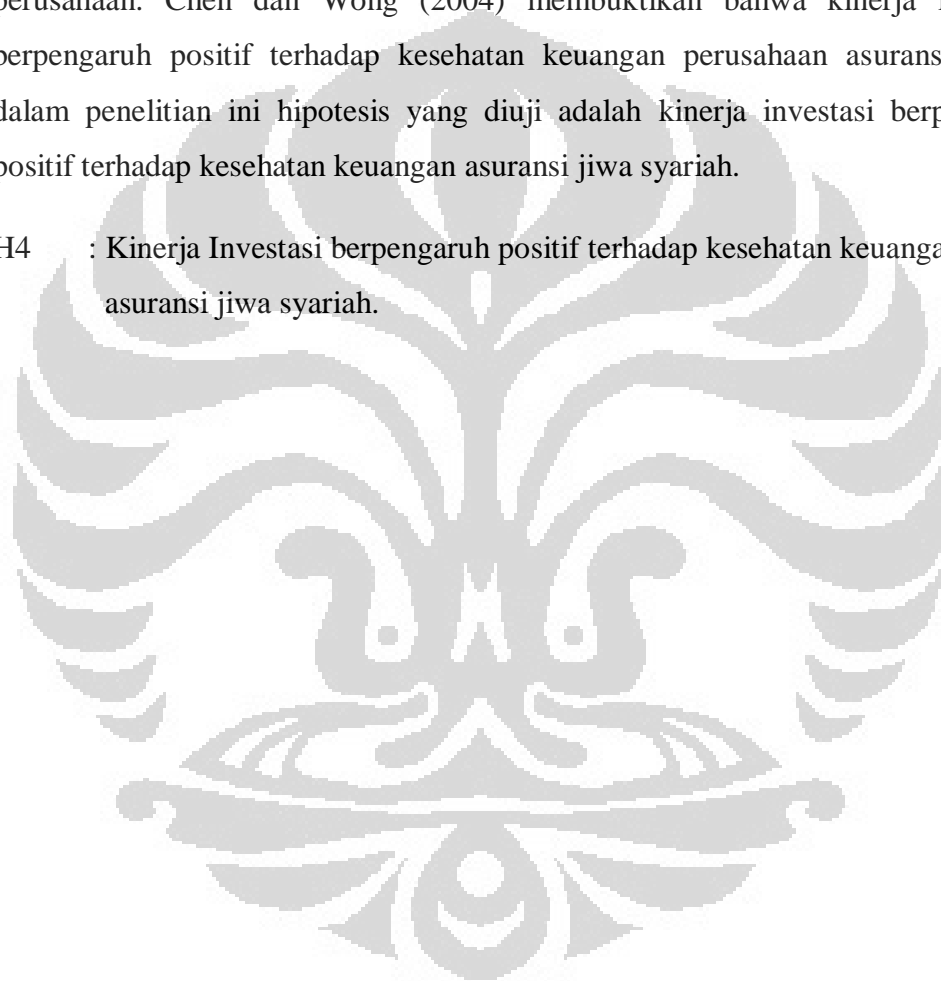 perusahaan. Chen dan Wong (2004) membuktikan bahwa kinerja
berpengaruh positif terhadap kesehatan keuangan perusahaan asurans
dalam penelitian ini hipotesis yang diuji adalah kinerja investasi berp
positif terhadap kesehatan keuangan asuransi jiwa syariah.
H4 : Kinerja Investasi berpengaruh positif terhadap kesehatan keuanga
asuransi jiwa syariah.